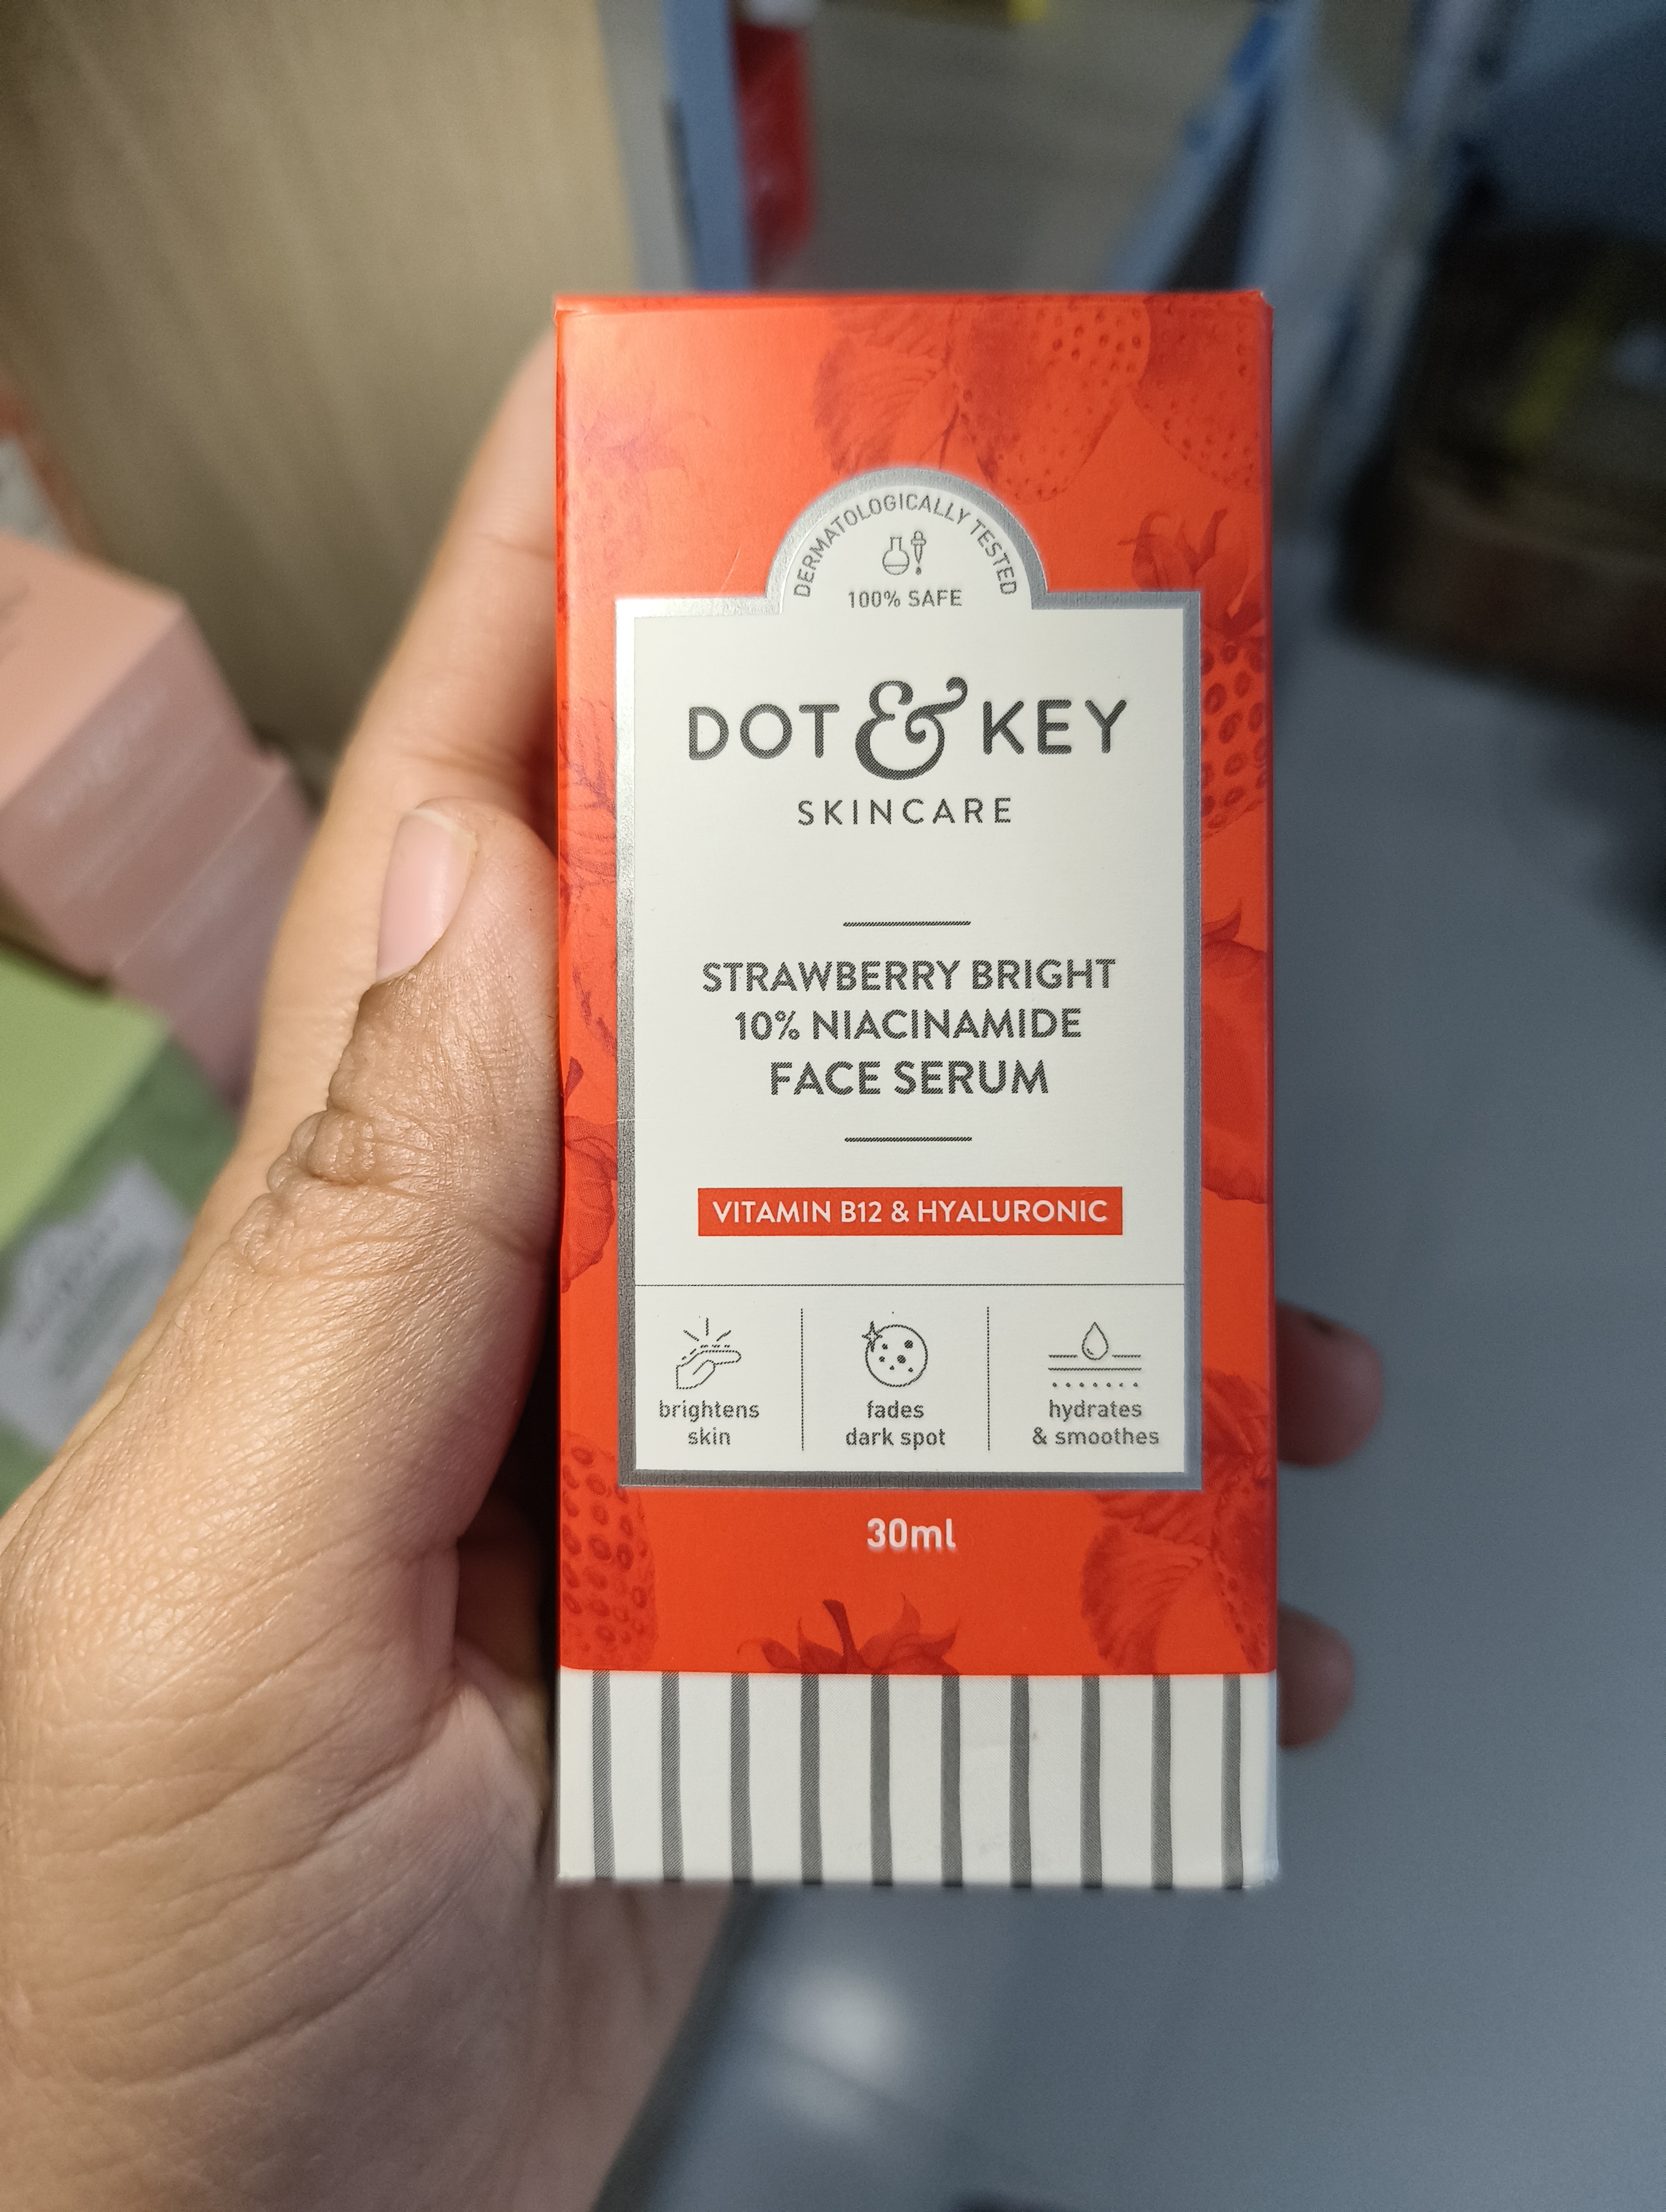 DERMATOLOGICALLY TESTED
100% SAFE
DOT & KEY
SKINCARE
STRAWBERRY BRIGHT
10% NIACINAMIDE
FACE SERUM
VITAMIN B12 & HYALURONIC
brightens
skin
fades
dark spot
hydrates
& smoothes
30ml